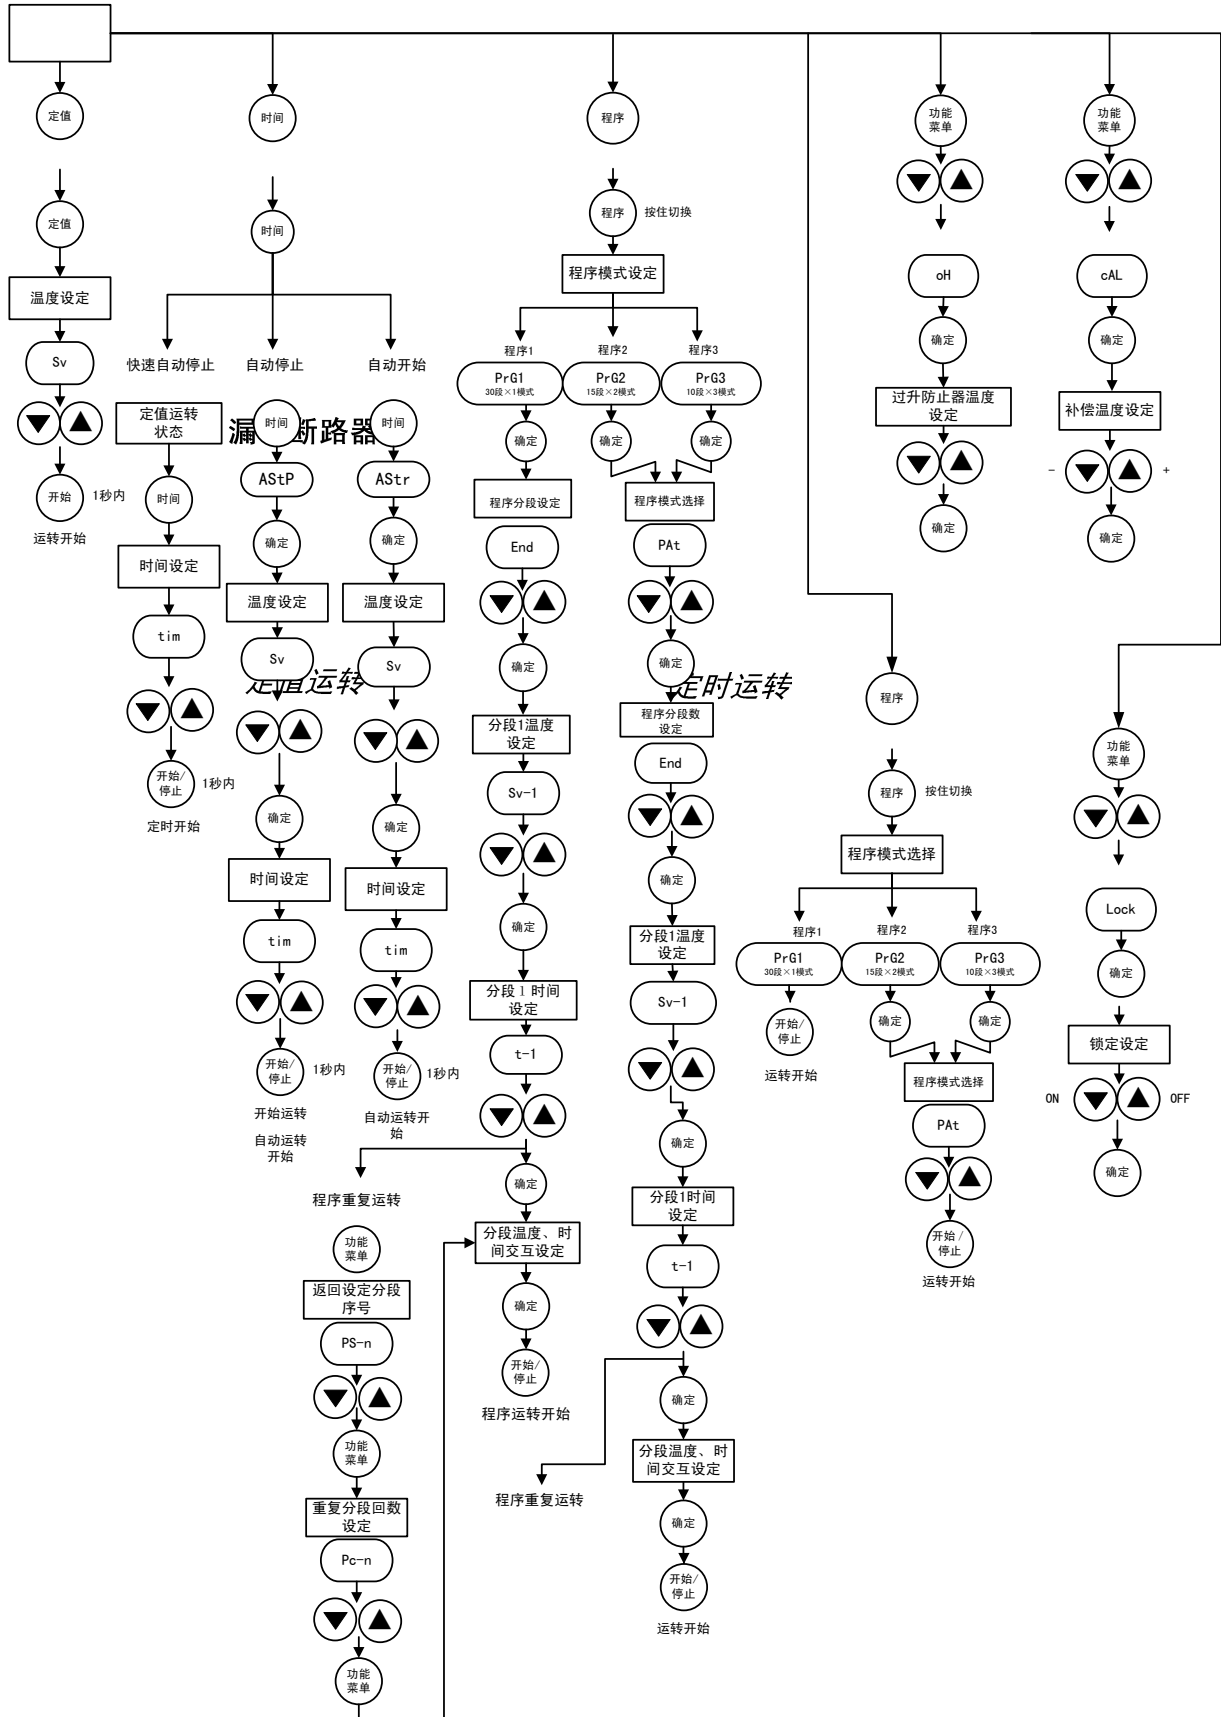 定值
定值
温度设定
Sv
开始
1秒内
运转开始
时间
时间
快速自动停止
自动停止
自动开始
定值运转
状态
时间
时间设定
tim
开始/
停止
1秒内
定时开始
漏
断路器
时间
AStP
确定
温度设定
Sv
定值运转
确定
时间设定
tim
开始/
停止
1秒内
开始运转
自动运转
开始
时间
AStr
确定
温度设定
Sv
确定
时间设定
tim
开始/
停止
1秒内
自动运转开
始
程序
程序
按住切换
程序模式设定
程序1
程序2
程序3
PrG1
30段×1模式
PrG2
15段×2模式
PrG3
10段×3模式
确定
确定
确定
程序分段设定
End
确定
分段1温度
设定
Sv-1
确定
分段1 时间
设定
t-1
程序重复运转
确定
分段温度、时
间交互设定
确定
开始/
停止
程序运转开始
功能
菜单
返回设定分段
序号
PS-n
功能
菜单
重复分段回数
设定
Pc-n
功能
菜单
程序模式选择
PAt
确定
定时运转
程序分段数
设定
End
确定
分段1温度
设定
Sv-1
确定
分段1时间
设定
t-1
确定
分段温度、时
间交互设定
程序重复运转
确定
开始/
停止
运转开始
程序
程序
按住切换
程序模式选择
程序1
程序2
程序3
PrG1
30段×1模式
PrG2
15段×2模式
PrG3
10段×3模式
开始/
停止
运转开始
确定
确定
程序模式选择
PAt
开始/
停止
运转开始
功能
菜单
oH
确定
过升防止器温度
设定
确定
功能
菜单
cAL
确定
补偿温度设定
-
+
确定
功能
菜单
Lock
确定
锁定设定
ON
OFF
确定